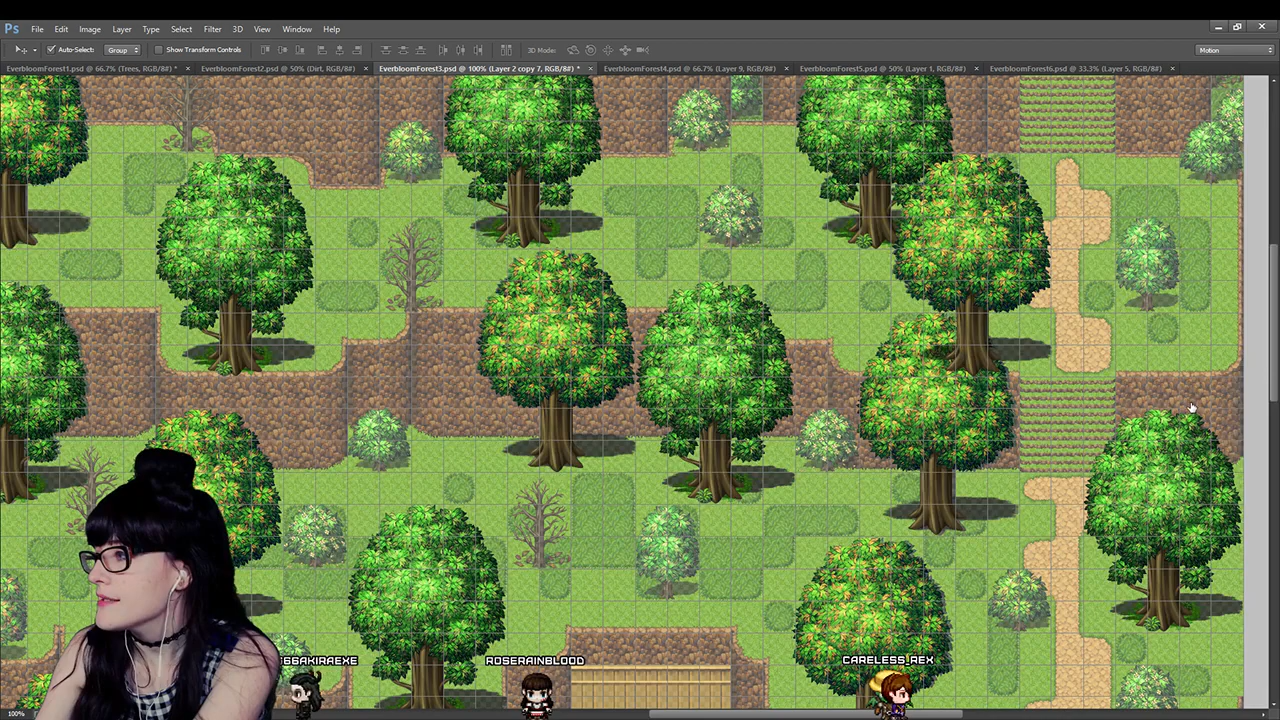 Ps File Edit Image Layer Type Select Filter 3D View Window Help
Auto-Select: Group Show Transform Controls 3D Mode: Motion
EverbloomForest1.psd @ 66.7% (Trees, RGB/8#) * × EverbloomForest2.psd @ 50% (Dirt, RGB/8#) × EverbloomForest3.psd @ 100% (Layer 2 copy 7, RGB/8#) * × EverbloomForest4.psd @ 66.7% (Layer 9, RGB/8#) × EverbloomForest5.psd @ 50% (Layer 1, RGB/8#) × EverbloomForest6.psd @ 33.3% (Layer 5, RGB/8#) ×
ROSERAINBLOOD CARELESS_REX
100%